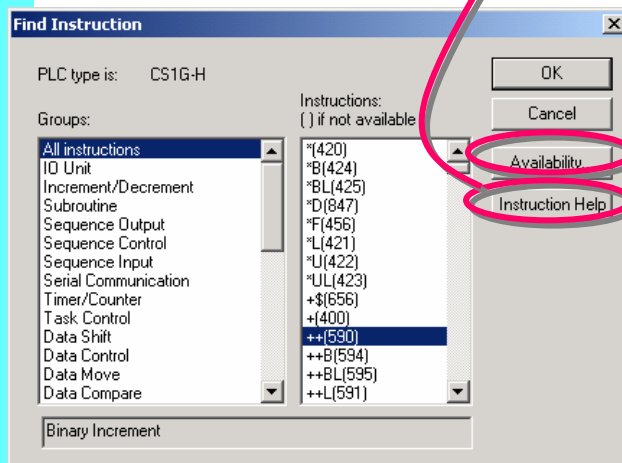 Find Instruction
PLC type is: CS1G-H
OK
Cancel
Availability
Instruction Help
Groups:
All instructions
IO Unit
Increment/Decrement
Subroutine
Sequence Output
Sequence Control
Sequence Input
Serial Communication
Timer/Counter
Task Control
Data Shift
Data Control
Data Move
Data Compare
Instructions:
( ) if not available
*(420)
*B(424)
*BL(425)
*D(847)
*F(456)
*L(421)
*U(422)
*UL(423)
+$(656)
+(400)
++(590)
++B(594)
++BL(595)
++L(591)
Binary Increment